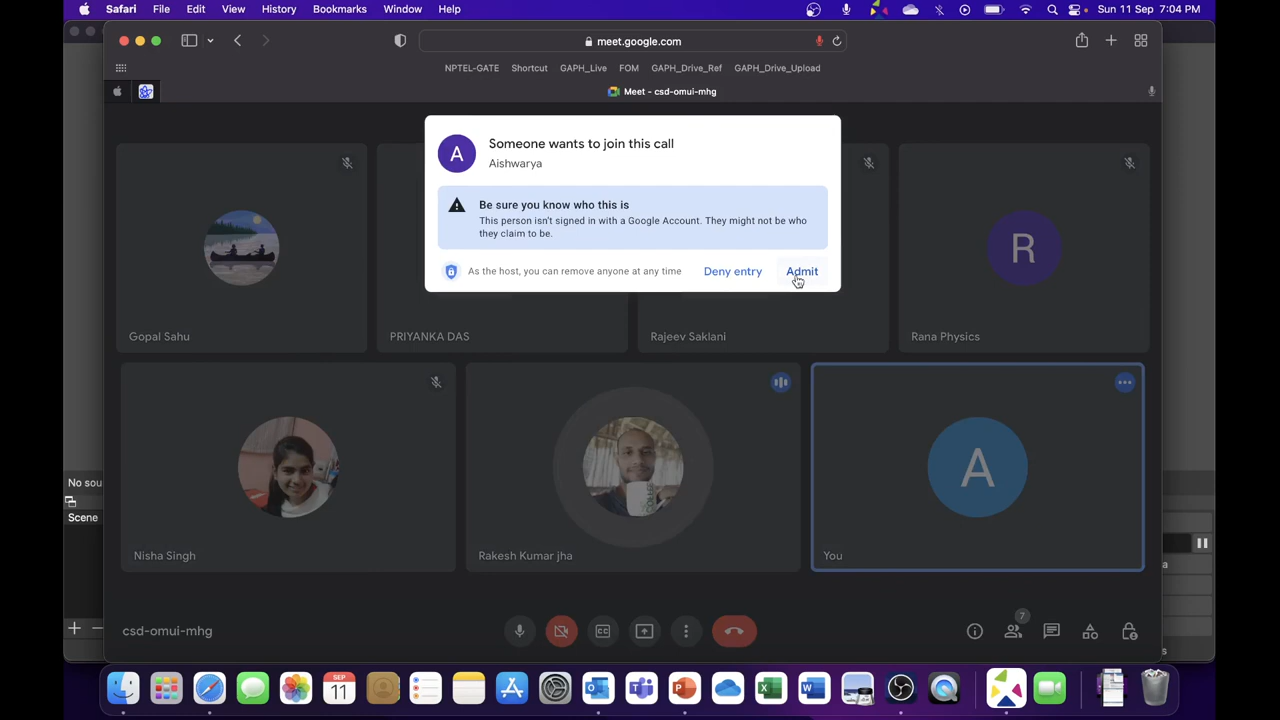 Safari File Edit View History Bookmarks Window Help
Sun 11 Sep 7:04 PM
meet.google.com
NPTEL-GATE Shortcut GAPH_Live FOM GAPH_Drive_Ref GAPH_Drive_Upload
Meet - csd-omui-mhg
A
Someone wants to join this call
Aishwarya
Be sure you know who this is
This person isn't signed in with a Google Account. They might not be who
they claim to be.
As the host, you can remove anyone at any time
Deny entry
Admit
R
Gopal Sahu
PRIYANKA DAS
Rajeev Saklani
Rana Physics
A
No sou
Scene
Nisha Singh
Rakesh Kumar jha
You
7
csd-omui-mhg
SEP
11